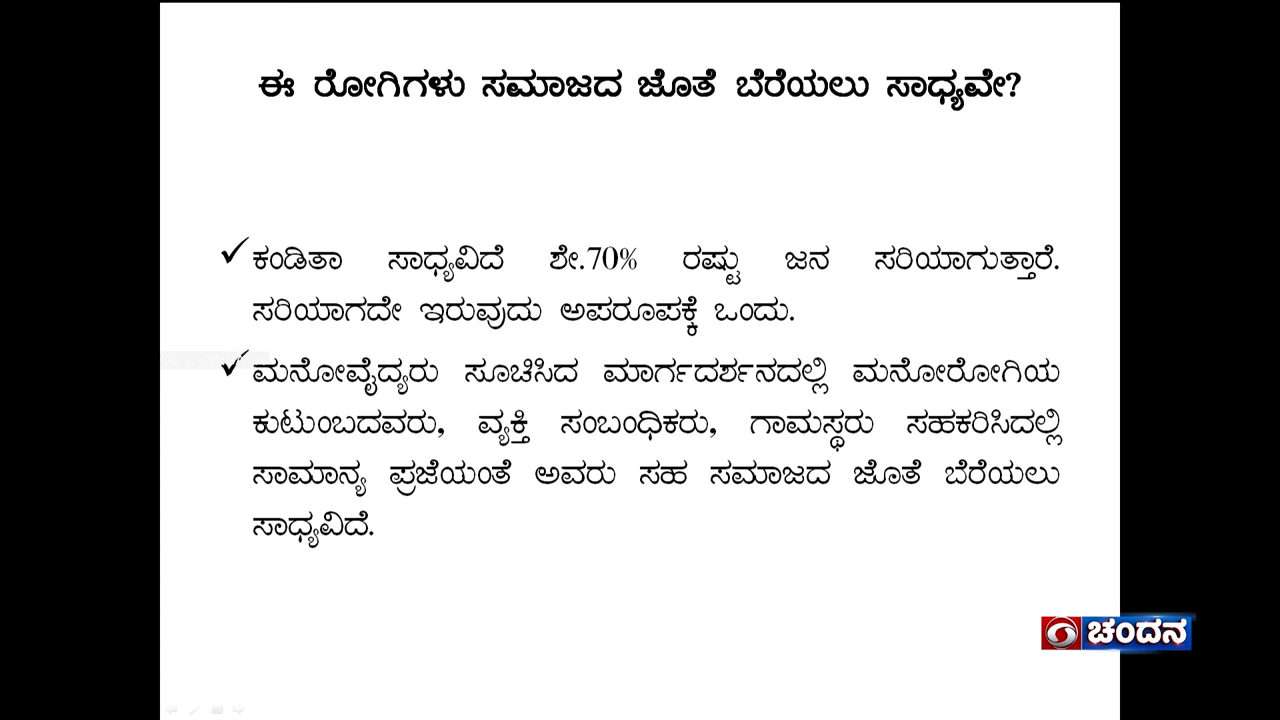 ಈ ರೋಗಿಗಳು ಸಮಾಜದ ಜೊತೆ ಬೆರೆಯಲು ಸಾಧ್ಯವೇ?
✓ ಕಂಡಿತಾ ಸಾಧ್ಯವಿದೆ ಶೇ.70% ರಷ್ಟು ಜನ ಸರಿಯಾಗುತ್ತಾರೆ.
ಸರಿಯಾಗದೇ ಇರುವುದು ಅಪರೂಪಕ್ಕೆ ಒಂದು.
✓ ಮನೋವೈದ್ಯರು ಸೂಚಿಸಿದ ಮಾರ್ಗದರ್ಶನದಲ್ಲಿ ಮನೋರೋಗಿಯ
ಕುಟುಂಬದವರು, ವ್ಯಕ್ತಿ ಸಂಬಂಧಿಕರು, ಗಾಮಸ್ಥರು ಸಹಕರಿಸಿದಲ್ಲಿ
ಸಾಮಾನ್ಯ ಪ್ರಜೆಯಂತೆ ಅವರು ಸಹ ಸಮಾಜದ ಜೊತೆ ಬೆರೆಯಲು
ಸಾಧ್ಯವಿದೆ.
ಚಂದನ